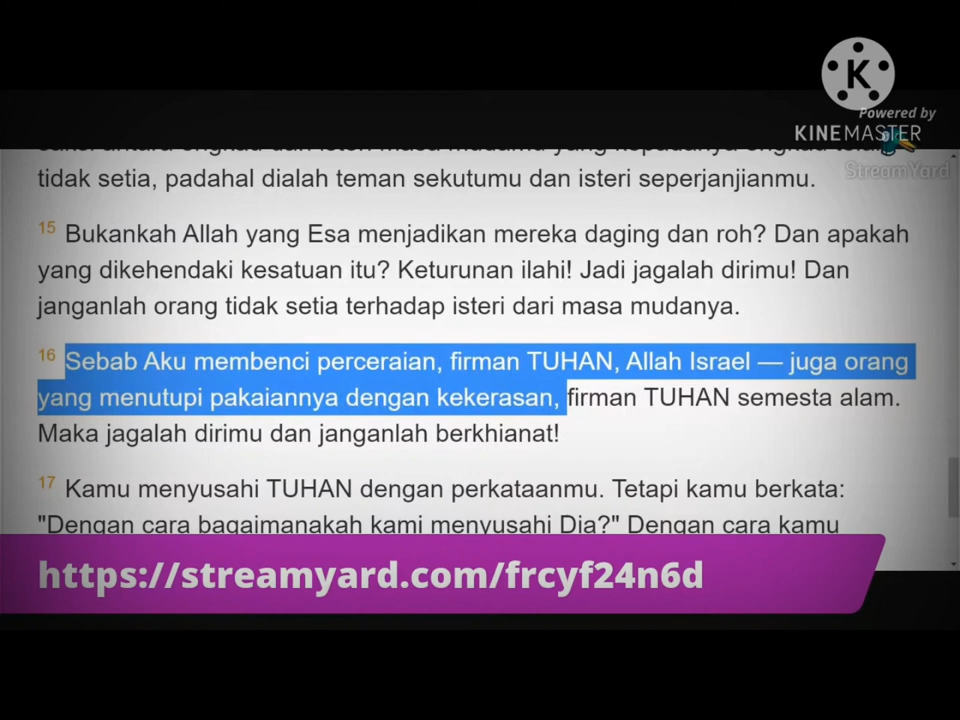 K
Powered by
KINEMASTER
StreamYard
tidak setia, padahal dialah teman sekutumu dan isteri seperjanjianmu.
15 Bukankah Allah yang Esa menjadikan mereka daging dan roh? Dan apakah
yang dikehendaki kesatuan itu? Keturunan ilahi! Jadi jagalah dirimu! Dan
janganlah orang tidak setia terhadap isteri dari masa mudanya.
16 Sebab Aku membenci perceraian, firman TUHAN, Allah Israel — juga orang
yang menutupi pakaiannya dengan kekerasan, firman TUHAN semesta alam.
Maka jagalah dirimu dan janganlah berkhianat!
17 Kamu menyusahi TUHAN dengan perkataanmu. Tetapi kamu berkata:
"Dengan cara bagaimanakah kami menyusahi Dia?" Dengan cara kamu
https://streamyard.com/frcyf24n6d